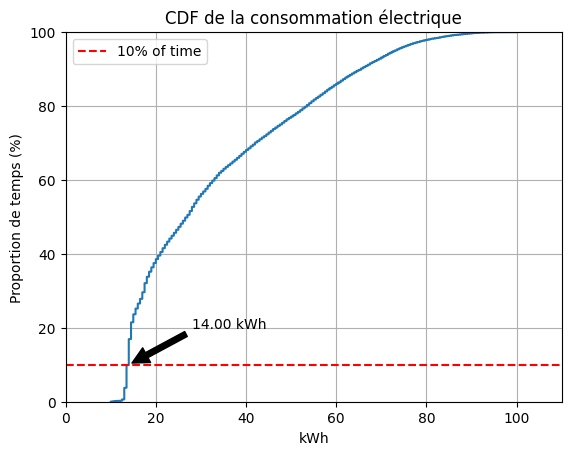 CDF de la consommation électrique
10% of time
Proportion de temps (%)
100
80
60
40
20
0
14.00 kWh
0 20 40 60 80 100
kWh